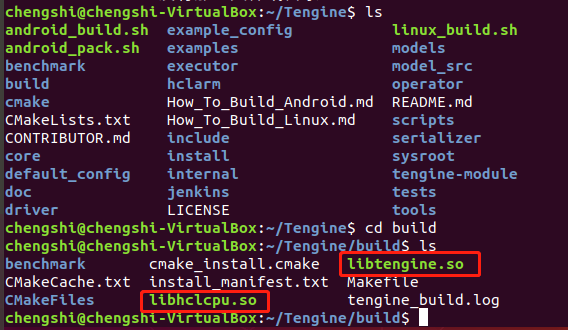 chengshi@chengshi-VirtualBox:~/Tengine$ ls
android_build.sh example_config linux_build.sh
android_pack.sh examples models
benchmark executor model_src
build hclarm operator
cmake How_To_Build_Android.md README.md
CMakeLists.txt How_To_Build_Linux.md scripts
CONTRIBUTOR.md include serializer
core install sysroot
default_config internal tengine-module
doc jenkins tests
driver LICENSE tools
chengshi@chengshi-VirtualBox:~/Tengine$ cd build
chengshi@chengshi-VirtualBox:~/Tengine/build$ ls
benchmark cmake_install.cmake libtengine.so
CMakeCache.txt install_manifest.txt Makefile
CMakeFiles libhclcpu.so tengine_build.log
chengshi@chengshi-VirtualBox:~/Tengine/build$